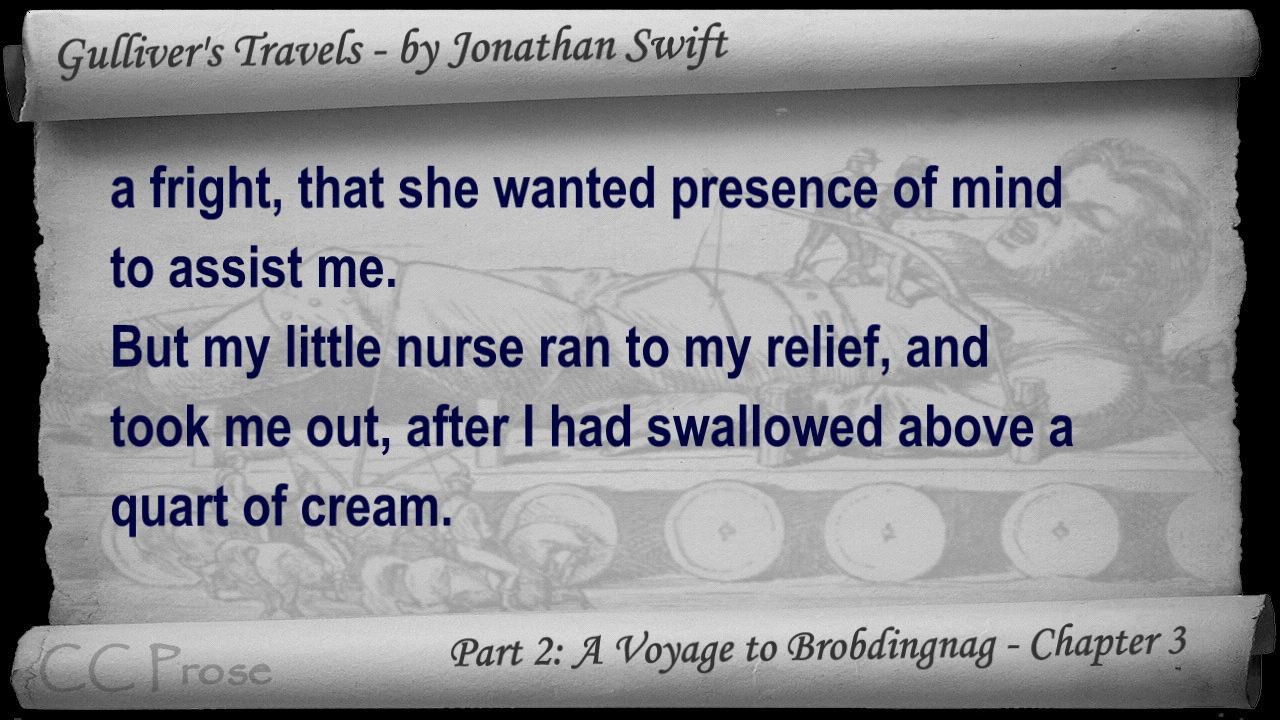 Gulliver's Travels - by Jonathan Swift
a fright, that she wanted presence of mind
to assist me.
But my little nurse ran to my relief, and
took me out, after I had swallowed above a
quart of cream.
Part 2: A Voyage to Brobdingnag - Chapter 3
CC Prose